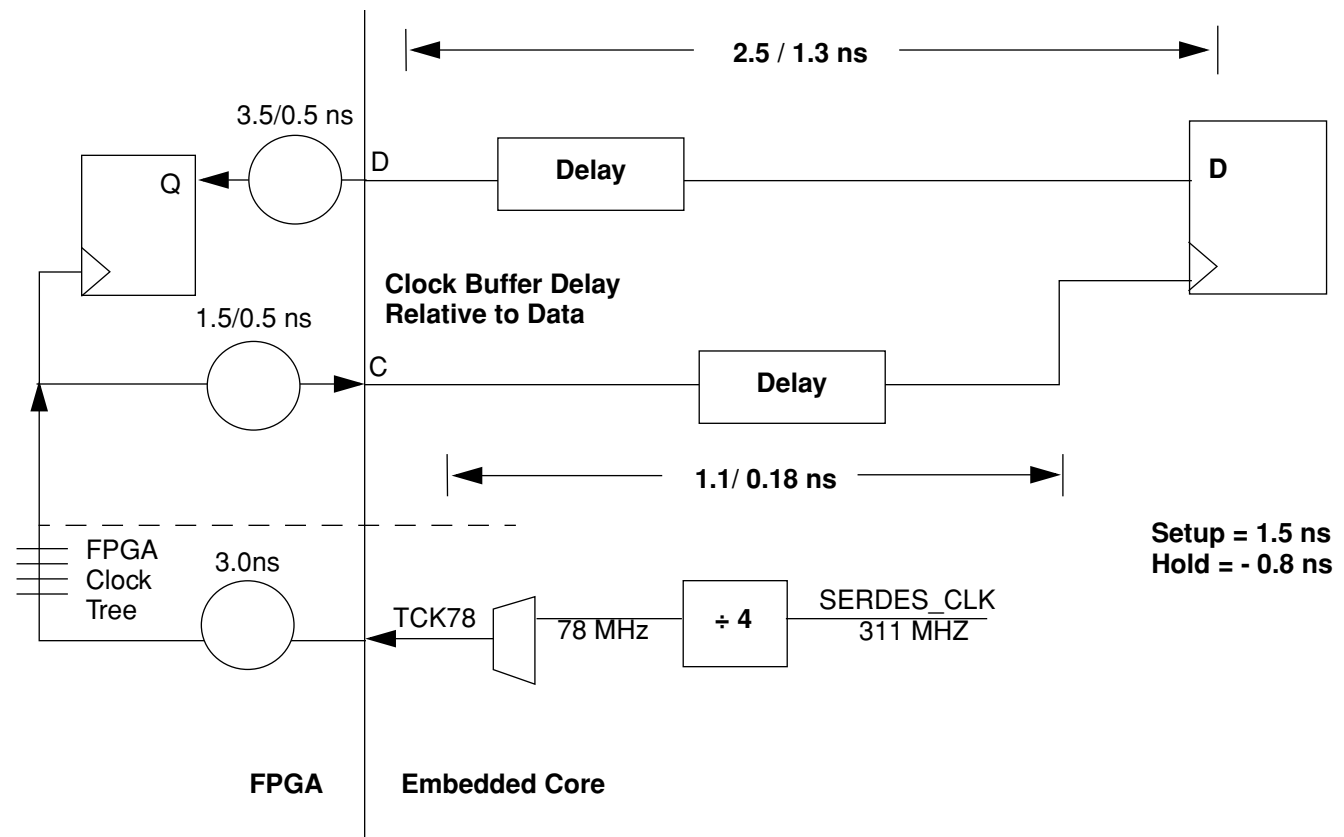 2.5 / 1.3 ns
3.5/0.5 ns
Q
D
Delay
D
Clock Buffer Delay
Relative to Data
1.5/0.5 ns
C
Delay
1.1/ 0.18 ns
Setup = 1.5 ns
Hold = - 0.8 ns
FPGA
Clock
Tree
3.0ns
TCK78
78 MHz
÷ 4
SERDES_CLK
311 MHZ
FPGA
Embedded Core